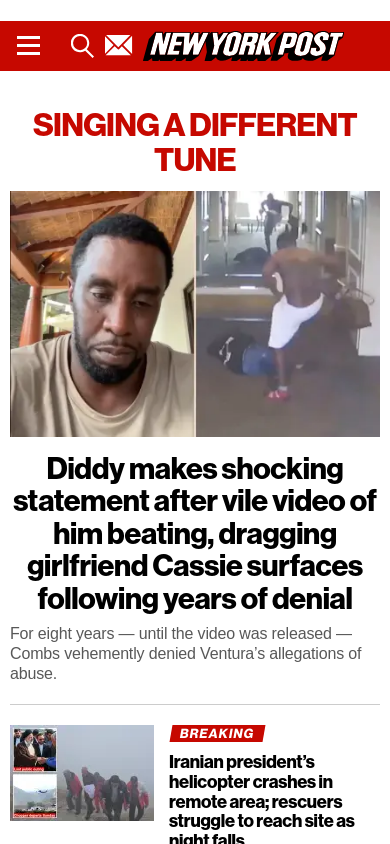 NEW YORK POST
SINGING A DIFFERENT
TUNE
Diddy makes shocking
statement after vile video of
him beating, dragging
girlfriend Cassie surfaces
following years of denial
For eight years — until the video was released —
Combs vehemently denied Ventura’s allegations of
abuse.
BREAKING
Iranian president’s
helicopter crashes in
remote area; rescuers
struggle to reach site as
night falls